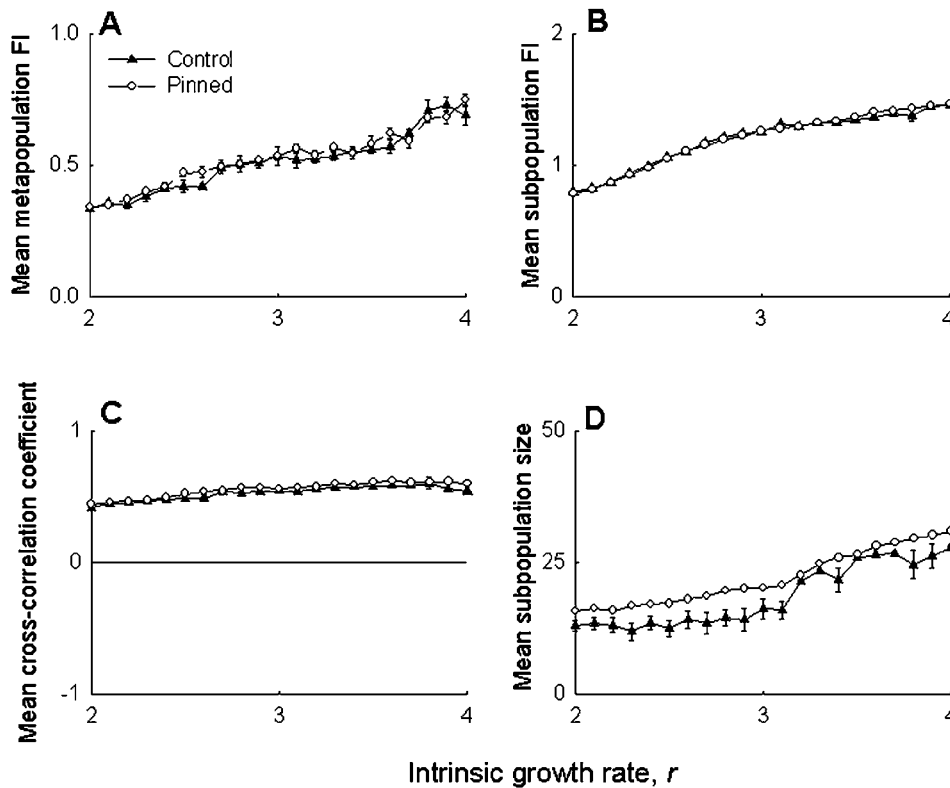 A
Mean metapopulation FI
1.0
0.5
0.0
2
3
4
Control
Pinned
B
Mean subpopulation FI
2
1
0
2
3
4
C
Mean cross-correlation coefficient
1
0
-1
2
3
4
D
Mean subpopulation size
50
25
0
2
3
4
Intrinsic growth rate, r